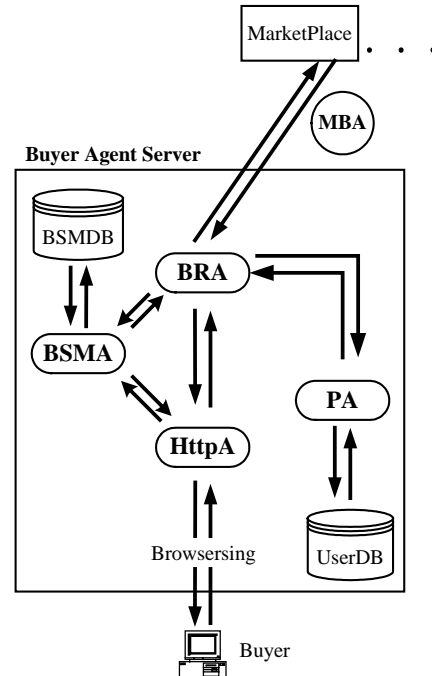 MarketPlace
. . .
MBA
Buyer Agent Server
BSMDB
BRA
BSMA
PA
HttpA
Browsersing
UserDB
Buyer